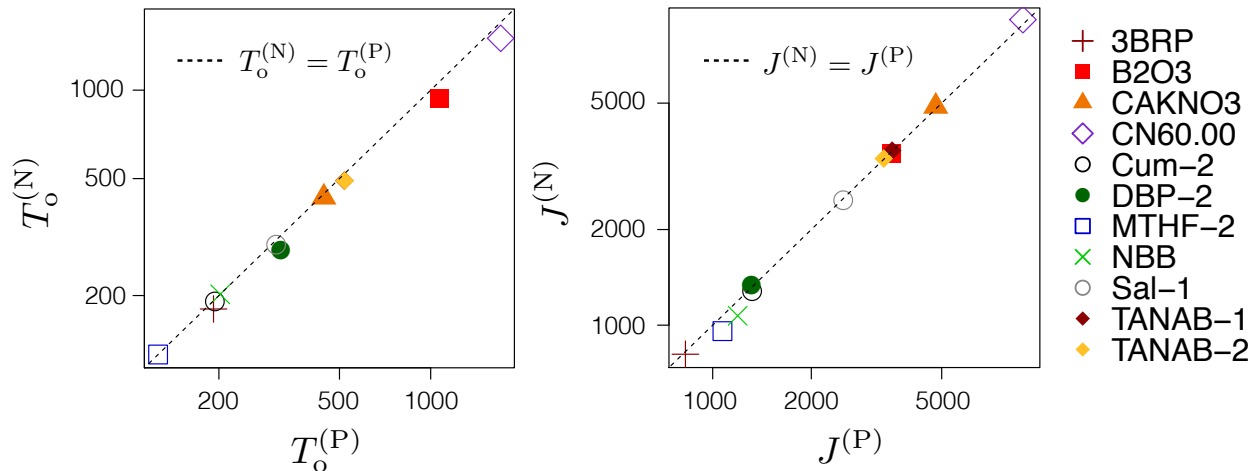 T_o^(N) = T_o^(P)
1000
500
200
T_o^(N)
200 500 1000
T_o^(P)
J^(N) = J^(P)
5000
2000
1000
J^(N)
1000 2000 5000
J^(P)
3BRP
B2O3
CAKNO3
CN60.00
Cum−2
DBP−2
MTHF−2
NBB
Sal−1
TANAB−1
TANAB−2